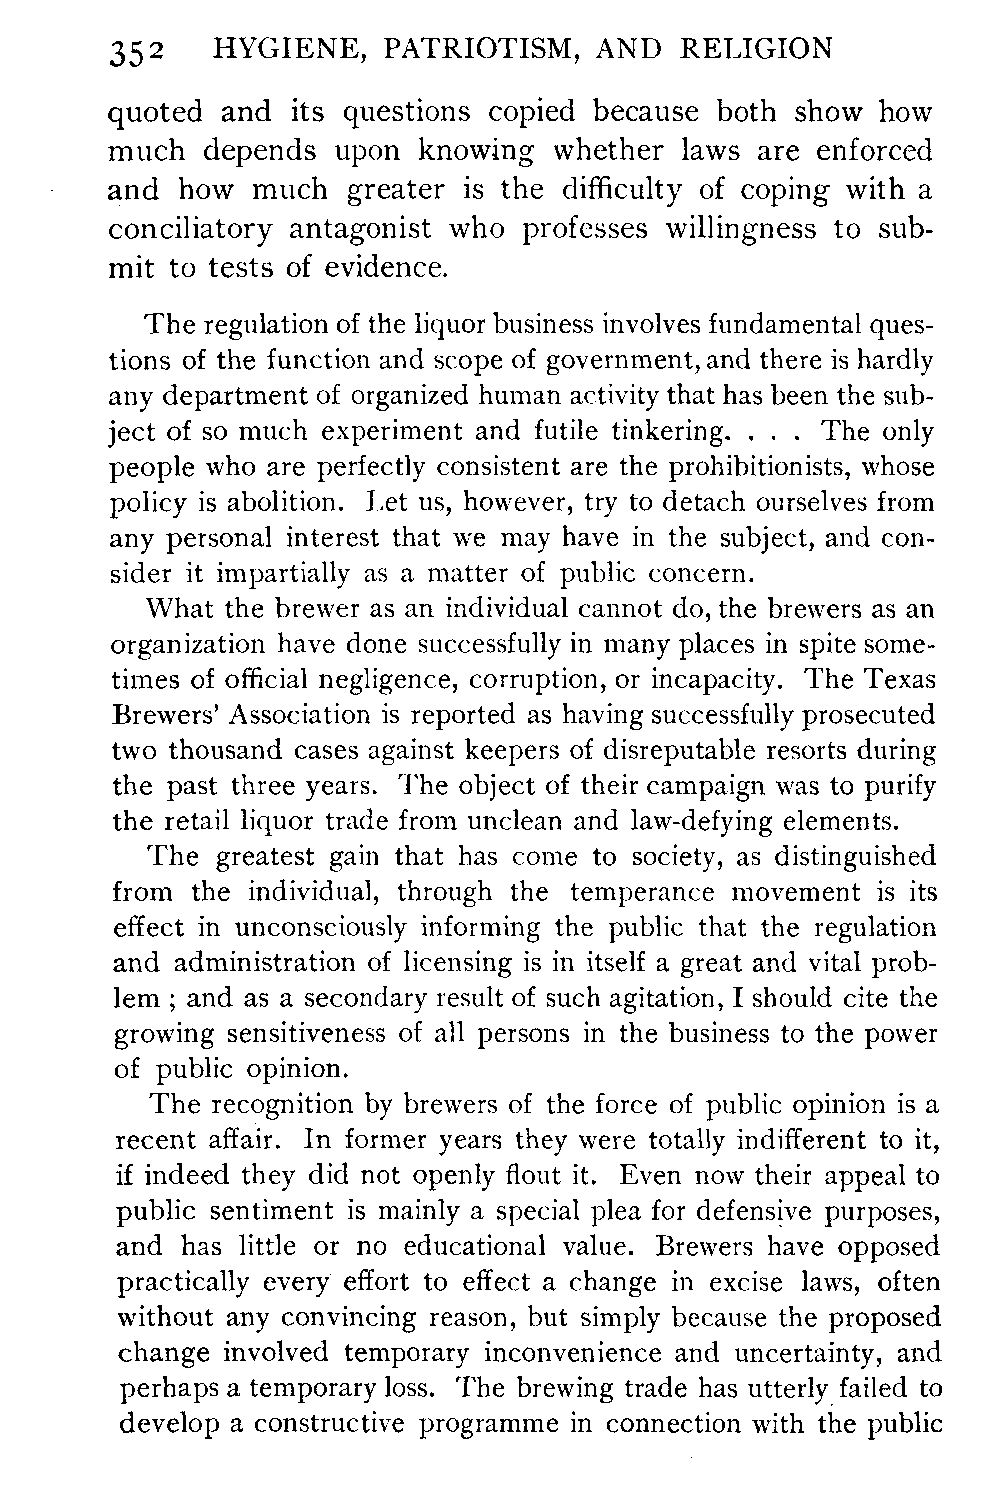 352 HYGIENE, PATRIOTISM, AND RELIGION
quoted and its questions copied because both show how
much depends upon knowing whether laws are enforced
and how much greater is the difficulty of coping with a
conciliatory antagonist who professes willingness to sub-
mit to tests of evidence.
The regulation of the liquor business involves fundamental ques-
tions of the function and scope of government, and there is hardly
any department of organized human activity that has been the sub-
ject of so much experiment and futile tinkering. . . . The only
people who are perfectly consistent are the prohibitionists, whose
policy is abolition. Let us, however, try to detach ourselves from
any personal interest that we may have in the subject, and con-
sider it impartially as a matter of public concern.
What the brewer as an individual cannot do, the brewers as an
organization have done successfully in many places in spite some-
times of official negligence, corruption, or incapacity. The Texas
Brewers' Association is reported as having successfully prosecuted
two thousand cases against keepers of disreputable resorts during
the past three years. The object of their campaign was to purify
the retail liquor trade from unclean and law-defying elements.
The greatest gain that has come to society, as distinguished
from the individual, through the temperance movement is its
effect in unconsciously informing the public that the regulation
and administration of licensing is in itself a great and vital prob-
lem ; and as a secondary result of such agitation, I should cite the
growing sensitiveness of all persons in the business to the power
of public opinion.
The recognition by brewers of the force of public opinion is a
recent affair. In former years they were totally indifferent to it,
if indeed they did not openly flout it. Even now their appeal to
public sentiment is mainly a special plea for defensive purposes,
and has little or no educational value. Brewers have opposed
practically every effort to effect a change in excise laws, often
without any convincing reason, but simply because the proposed
change involved temporary inconvenience and uncertainty, and
perhaps a temporary loss. The brewing trade has utterly failed to
develop a constructive programme in connection with the public